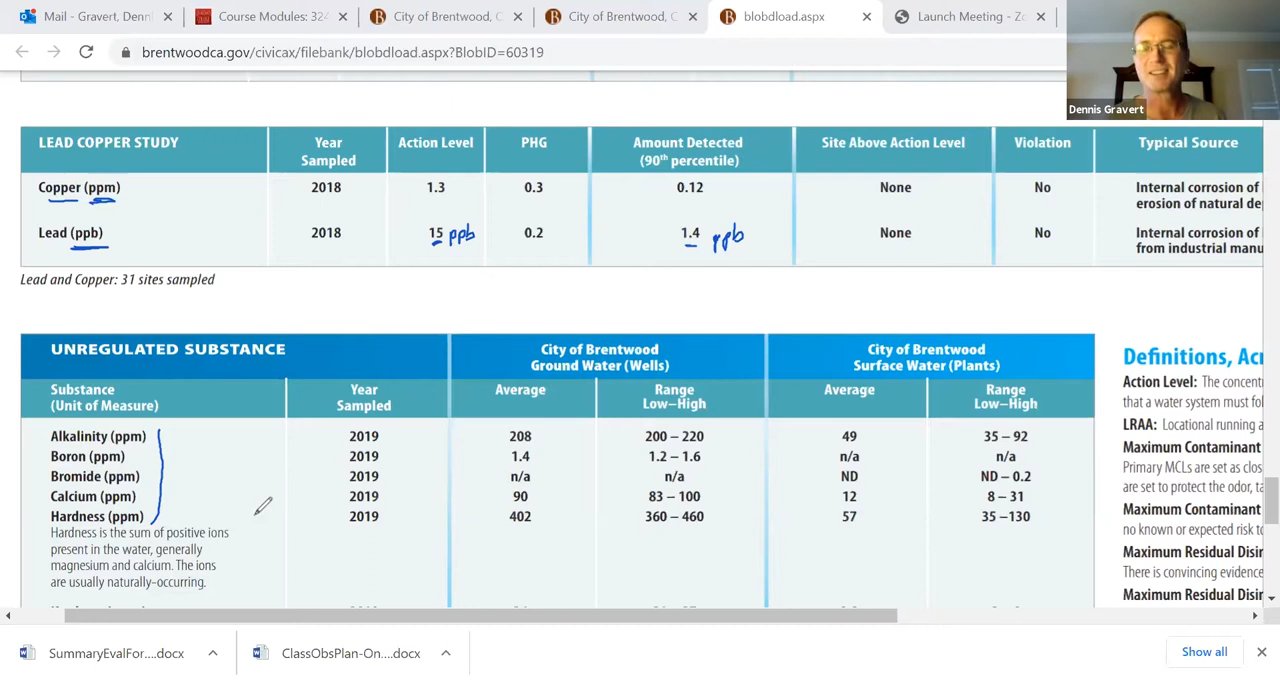 Mail - Gravert, Denn
Course Modules: 324
City of Brentwood, C
City of Brentwood, C
blobdload.aspx
Launch Meeting - Zo
brentwoodca.gov/civicax/filebank/blobdload.aspx?BlobID=60319
Dennis Gravert
LEAD COPPER STUDY
Year Sampled
Action Level
PHG
Amount Detected (90th percentile)
Site Above Action Level
Violation
Typical Source
Copper (ppm) 2018 1.3 0.3 0.12 None No Internal corrosion of
erosion of natural de
Lead (ppb) 2018 15 ppb 0.2 1.4 ppb None No Internal corrosion of
from industrial manu
Lead and Copper: 31 sites sampled
UNREGULATED SUBSTANCE
City of Brentwood
Ground Water (Wells)
City of Brentwood
Surface Water (Plants)
Substance
(Unit of Measure)
Year
Sampled
Average
Range
Low–High
Average
Range
Low–High
Alkalinity (ppm) 2019 208 200 – 220 49 35 – 92
Boron (ppm) 2019 1.4 1.2 – 1.6 n/a n/a
Bromide (ppm) 2019 n/a n/a ND ND – 0.2
Calcium (ppm) 2019 90 83 – 100 12 8 – 31
Hardness (ppm) 2019 402 360 – 460 57 35 –130
Hardness is the sum of positive ions
present in the water, generally
magnesium and calcium. The ions
are usually naturally-occurring.
Definitions, Acr
Action Level: The concent
that a water system must fol
LRAA: Locational running a
Maximum Contaminant
Primary MCLs are set as clos
are set to protect the odor, ta
Maximum Contaminant
no known or expected risk to
Maximum Residual Disin
There is convincing evidence
Maximum Residual Disin
SummaryEvalFor....docx
ClassObsPlan-On....docx
Show all